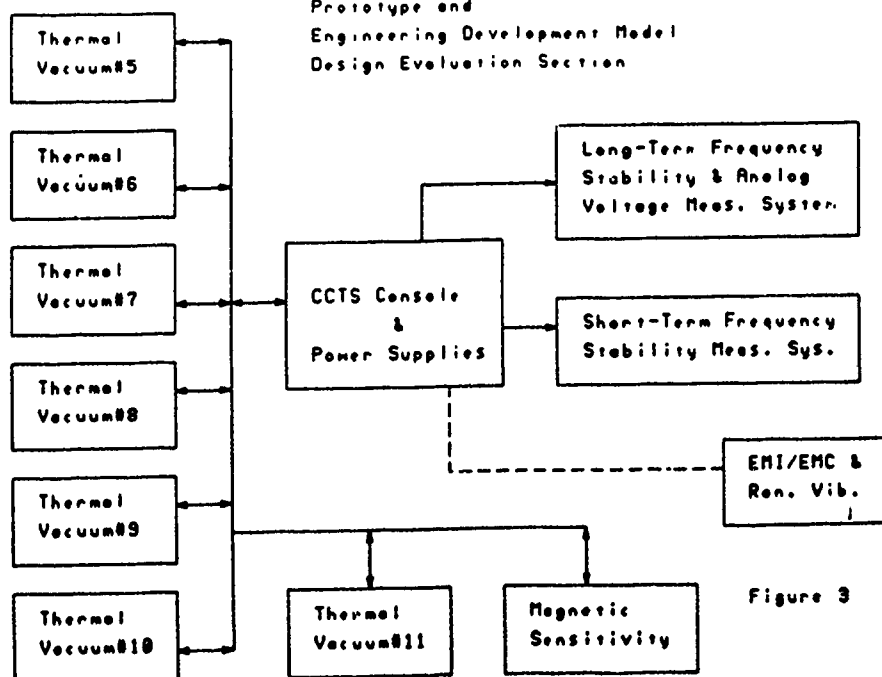 Prototype and
Engineering Development Model
Design Evaluation Section
Thermal
Vacuum#5
Thermal
Vacuum#6
Thermal
Vacuum#7
Thermal
Vacuum#8
Thermal
Vacuum#9
Thermal
Vacuum#10
CCTS Console
&
Power Supplies
Long-Term Frequency
Stability & Analog
Voltage Meas. System
Short-Term Frequency
Stability Meas. Sys.
EMI/EMC &
Ran. Vib.
Thermal
Vacuum#11
Magnetic
Sensitivity
Figure 3